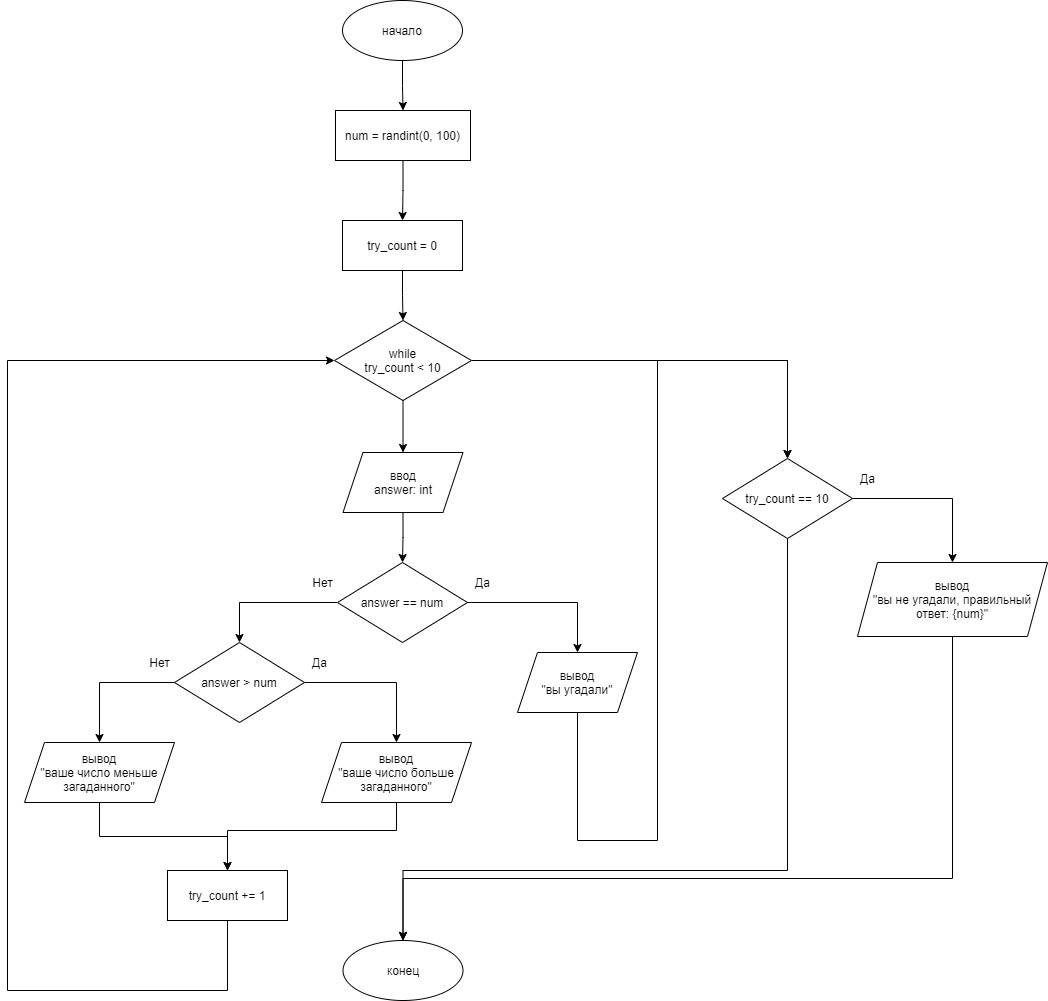 начало
num = randint(0, 100)
try_count = 0
while
try_count < 10
ввод
answer: int
try_count == 10
Да
вывод
"вы не угадали, правильный
ответ: {num}"
Нет
answer == num
Да
Нет
answer > num
Да
вывод
"вы угадали"
вывод
"ваше число меньше
загаданного"
вывод
"ваше число больше
загаданного"
try_count += 1
конец